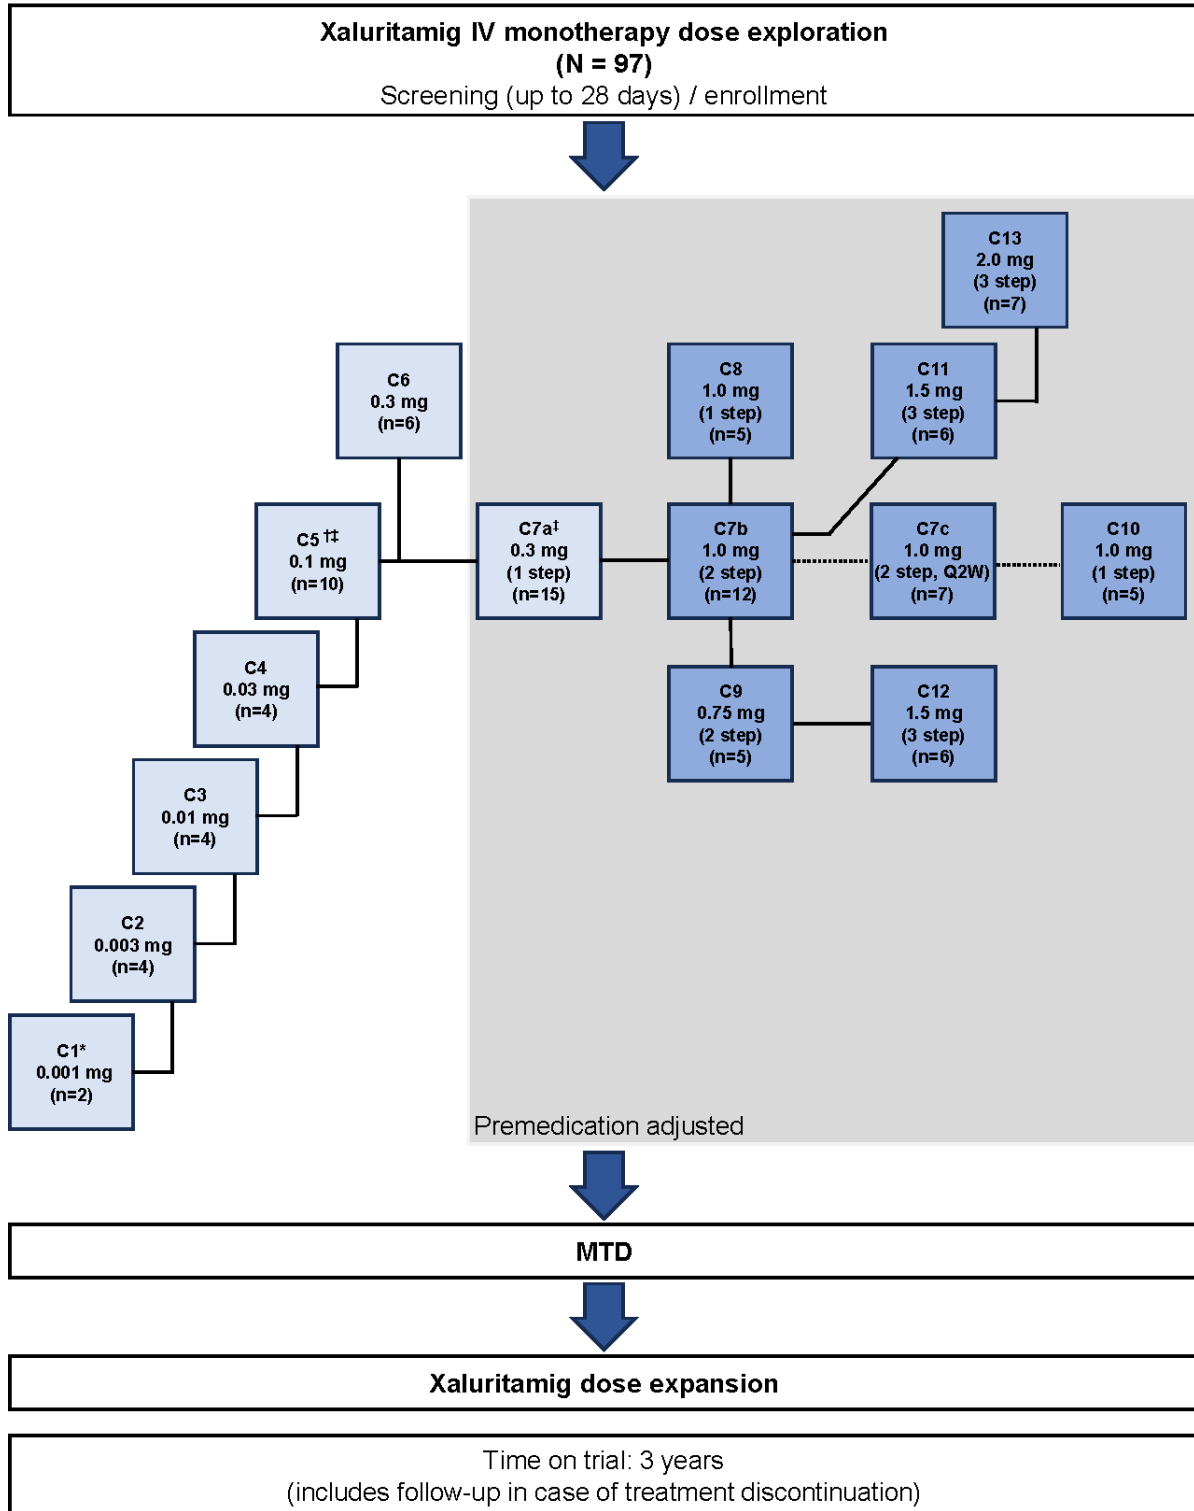 Xaluritamig IV monotherapy dose exploration
(N = 97)
Screening (up to 28 days) / enrollment
C13
2.0 mg
(3 step)
(n=7)
C6
0.3 mg
(n=6)
C8
1.0 mg
(1 step)
(n=5)
C11
1.5 mg
(3 step)
(n=6)
C5 †‡
0.1 mg
(n=10)
C7a‡
0.3 mg
(1 step)
(n=15)
C7b
1.0 mg
(2 step)
(n=12)
C7c
1.0 mg
(2 step, Q2W)
(n=7)
C10
1.0 mg
(1 step)
(n=5)
C4
0.03 mg
(n=4)
C9
0.75 mg
(2 step)
(n=5)
C12
1.5 mg
(3 step)
(n=6)
C3
0.01 mg
(n=4)
C2
0.003 mg
(n=4)
C1*
0.001 mg
(n=2)
Premedication adjusted
MTD
Xaluritamig dose expansion
Time on trial: 3 years
(includes follow-up in case of treatment discontinuation)